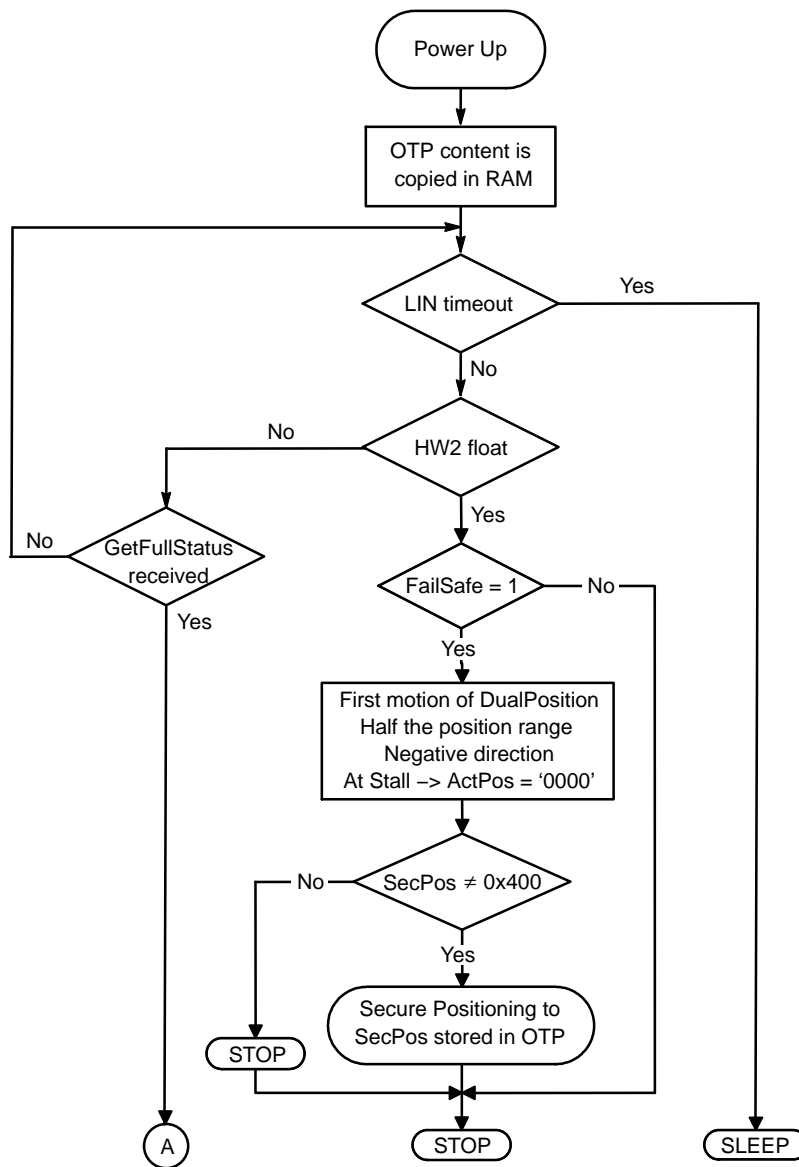 Power Up
OTP content is
copied in RAM
LIN timeout
Yes
No
HW2 float
No
Yes
GetFullStatus
received
No
Yes
FailSafe = 1
No
Yes
First motion of DualPosition
Half the position range
Negative direction
At Stall −> ActPos = ‘0000’
SecPos ≠ 0x400
No
Yes
Secure Positioning to
SecPos stored in OTP
STOP
A
STOP
SLEEP